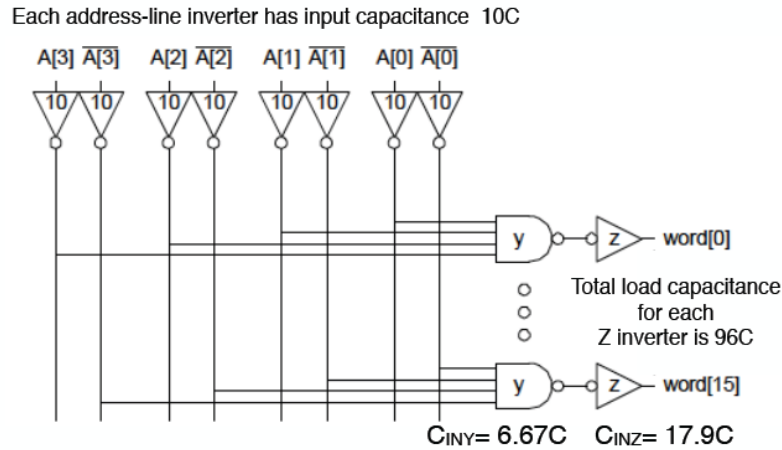 Each address-line inverter has input capacitance 10C
A[3] A̅[̅3̅]̅ A[2] A̅[̅2̅]̅ A[1] A̅[̅1̅]̅ A[0] A̅[̅0̅]̅
10 10 10 10 10 10 10 10
y z word[0]
Total load capacitance
for each
Z inverter is 96C
y z word[15]
CINY= 6.67C CINZ= 17.9C